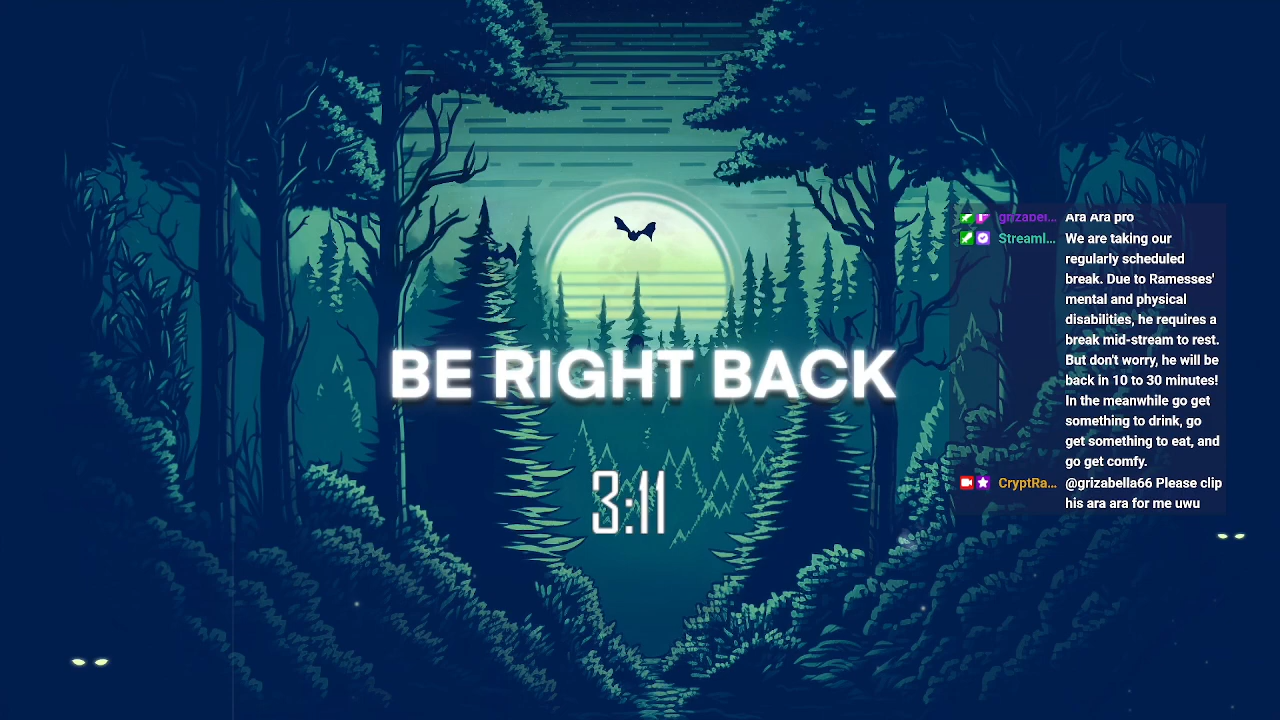 BE RIGHT BACK
3:11
grizabel... Ara Ara pro
Streaml... We are taking our
regularly scheduled
break. Due to Ramesses'
mental and physical
disabilities, he requires a
break mid-stream to rest.
But don't worry, he will be
back in 10 to 30 minutes!
In the meanwhile go get
something to drink, go
get something to eat, and
go get comfy.
CryptRa... @grizabella66 Please clip
his ara ara for me uwu